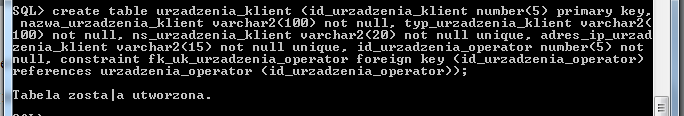 SQL> create table urzadzenia_klient (id_urzadzenia_klient number(5) primary key,
nazwa_urzadzenia_klient varchar2(100) not null, typ_urzadzenia_klient varchar2(
100) not null, ns_urzadzenia_klient varchar2(20) not null unique, adres_ip_urzad
zenia_klient varchar2(15) not null unique, id_urzadzenia_operator number(5) not
null, constraint fk_uk_urzadzenia_operator foreign key (id_urzadzenia_operator)
references urzadzenia_operator (id_urzadzenia_operator));
Tabela zosta|a utworzona.